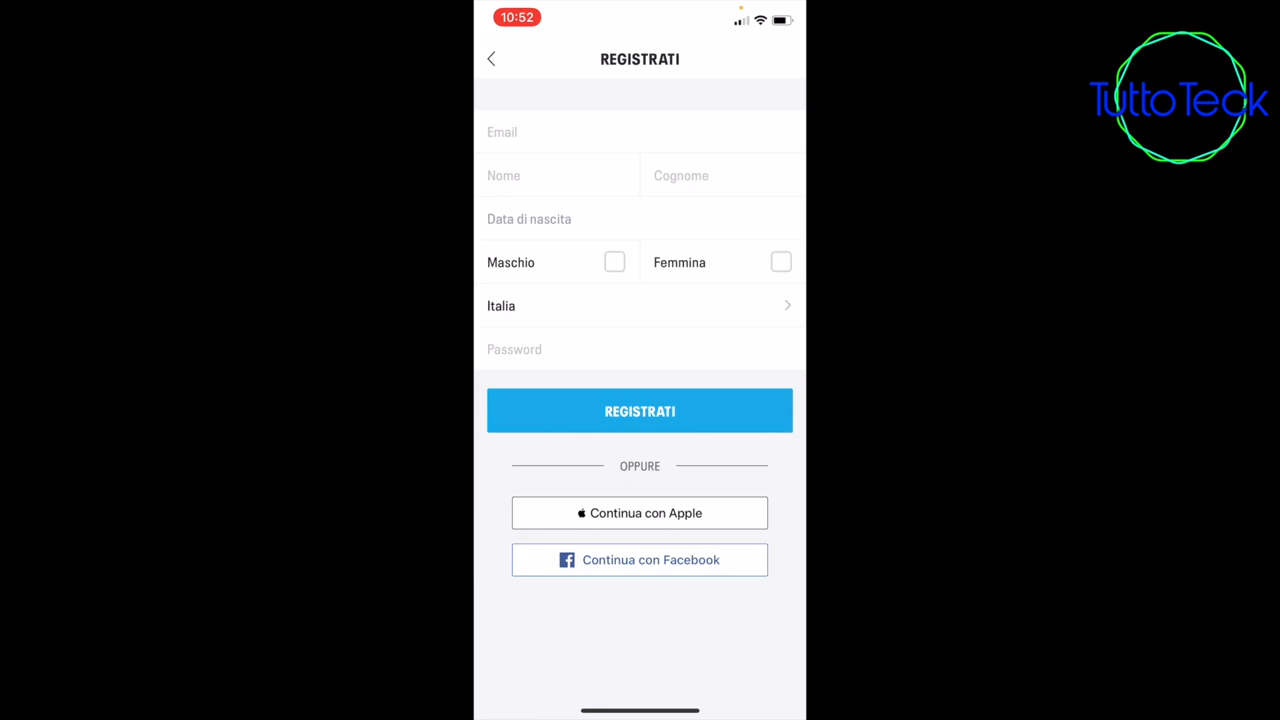 10:52
REGISTRATI
TuttoTeck
Email
Nome Cognome
Data di nascita
Maschio Femmina
Italia
Password
REGISTRATI
OPPURE
Continua con Apple
Continua con Facebook